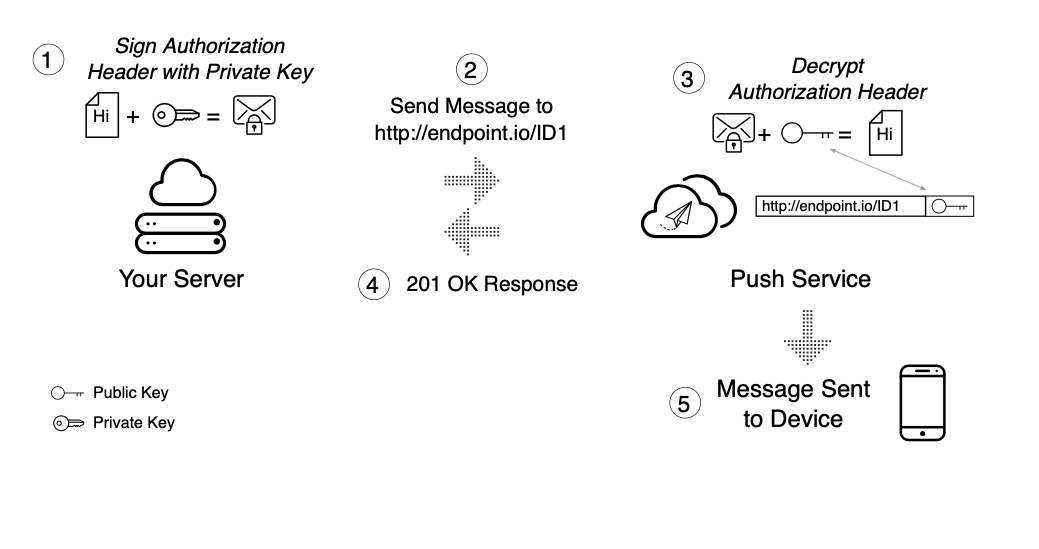 1
Sign Authorization
Header with Private Key
Hi + =
Your Server
2
Send Message to
http://endpoint.io/ID1
4
201 OK Response
3
Decrypt
Authorization Header
+ = Hi
http://endpoint.io/ID1
Push Service
5
Message Sent
to Device
Public Key
Private Key